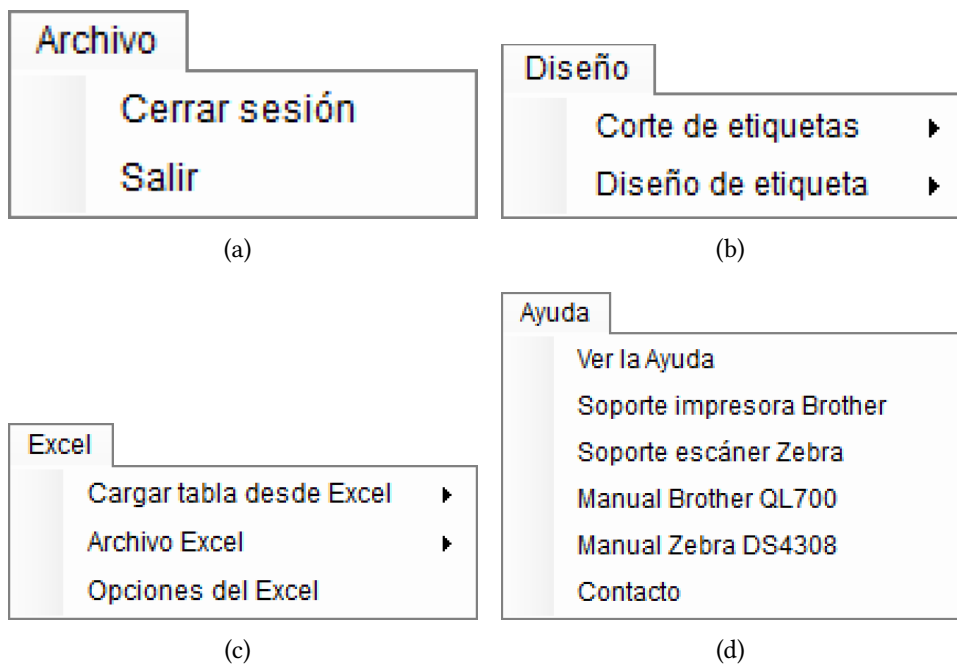 Archivo
Cerrar sesión
Salir
(a)
Diseño
Corte de etiquetas
Diseño de etiqueta
(b)
Excel
Cargar tabla desde Excel
Archivo Excel
Opciones del Excel
(c)
Ayuda
Ver la Ayuda
Soporte impresora Brother
Soporte escáner Zebra
Manual Brother QL700
Manual Zebra DS4308
Contacto
(d)